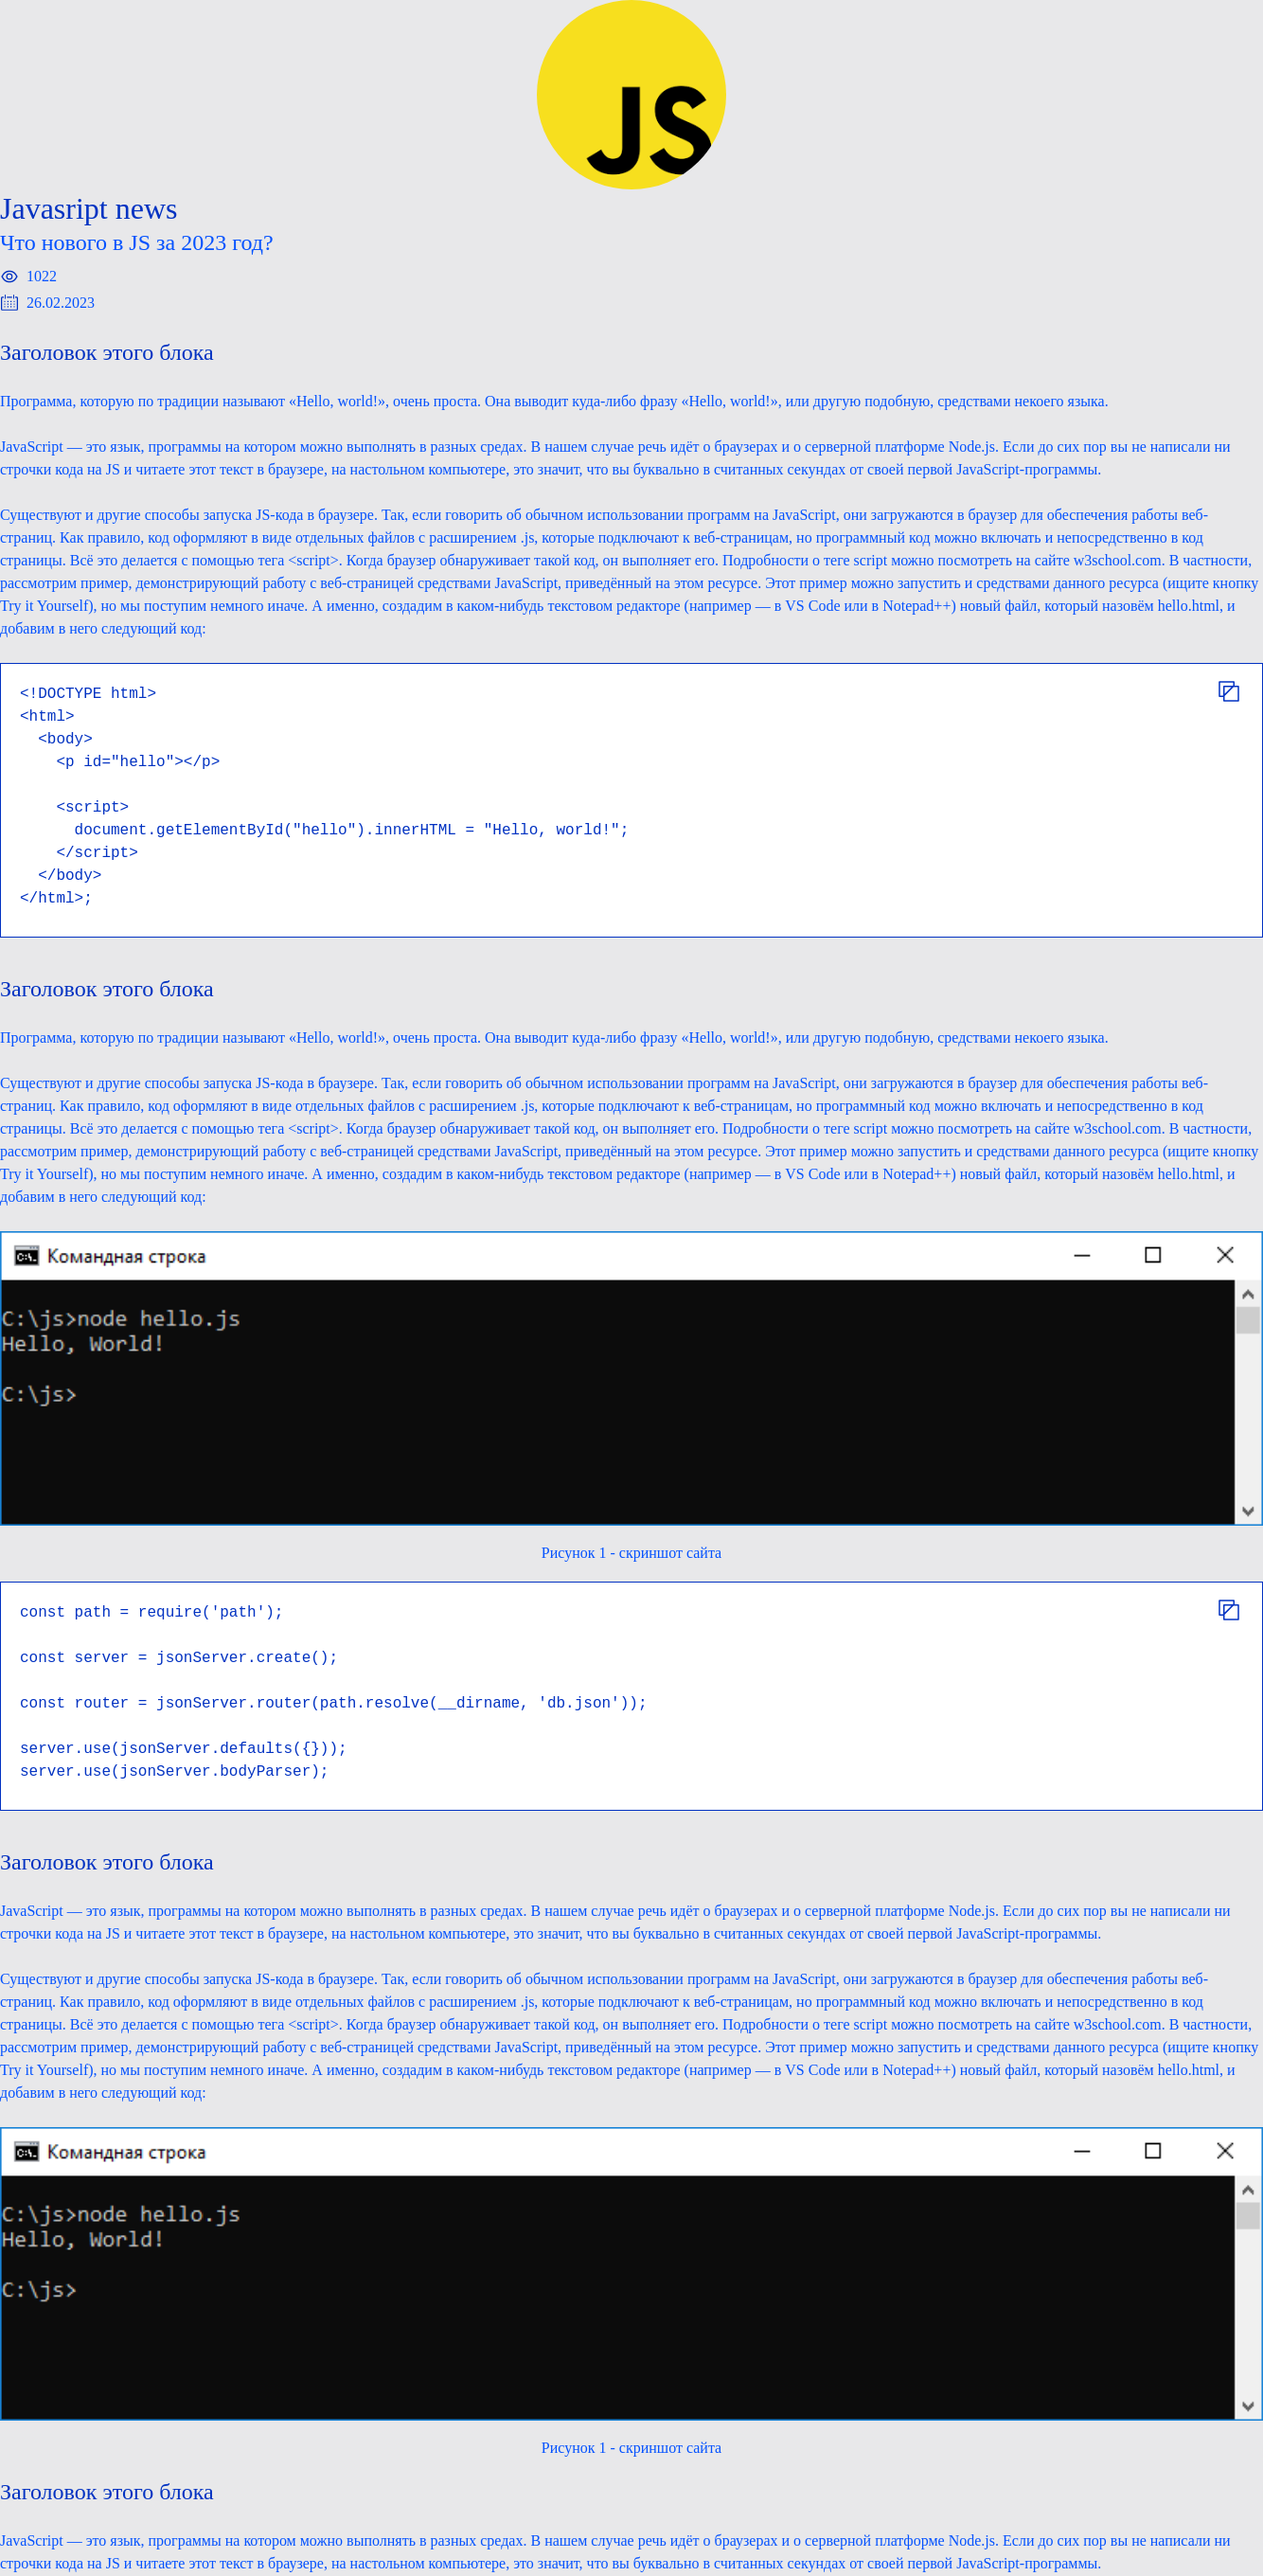 JS
Javasript news
Что нового в JS за 2023 год?
1022
26.02.2023
Заголовок этого блока
Программа, которую по традиции называют «Hello, world!», очень проста. Она выводит куда-либо фразу «Hello, world!», или другую подобную, средствами некоего языка.
JavaScript — это язык, программы на котором можно выполнять в разных средах. В нашем случае речь идёт о браузерах и о серверной платформе Node.js. Если до сих пор вы не написали ни
строчки кода на JS и читаете этот текст в браузере, на настольном компьютере, это значит, что вы буквально в считанных секундах от своей первой JavaScript-программы.
Существуют и другие способы запуска JS-кода в браузере. Так, если говорить об обычном использовании программ на JavaScript, они загружаются в браузер для обеспечения работы веб-
страниц. Как правило, код оформляют в виде отдельных файлов с расширением .js, которые подключают к веб-страницам, но программный код можно включать и непосредственно в код
страницы. Всё это делается с помощью тега <script>. Когда браузер обнаруживает такой код, он выполняет его. Подробности о теге script можно посмотреть на сайте w3school.com. В частности,
рассмотрим пример, демонстрирующий работу с веб-страницей средствами JavaScript, приведённый на этом ресурсе. Этот пример можно запустить и средствами данного ресурса (ищите кнопку
Try it Yourself), но мы поступим немного иначе. А именно, создадим в каком-нибудь текстовом редакторе (например — в VS Code или в Notepad++) новый файл, который назовём hello.html, и
добавим в него следующий код:
<!DOCTYPE html>
<html>
  <body>
    <p id="hello"></p>
    <script>
      document.getElementById("hello").innerHTML = "Hello, world!";
    </script>
  </body>
</html>;
Заголовок этого блока
Программа, которую по традиции называют «Hello, world!», очень проста. Она выводит куда-либо фразу «Hello, world!», или другую подобную, средствами некоего языка.
Существуют и другие способы запуска JS-кода в браузере. Так, если говорить об обычном использовании программ на JavaScript, они загружаются в браузер для обеспечения работы веб-
страниц. Как правило, код оформляют в виде отдельных файлов с расширением .js, которые подключают к веб-страницам, но программный код можно включать и непосредственно в код
страницы. Всё это делается с помощью тега <script>. Когда браузер обнаруживает такой код, он выполняет его. Подробности о теге script можно посмотреть на сайте w3school.com. В частности,
рассмотрим пример, демонстрирующий работу с веб-страницей средствами JavaScript, приведённый на этом ресурсе. Этот пример можно запустить и средствами данного ресурса (ищите кнопку
Try it Yourself), но мы поступим немного иначе. А именно, создадим в каком-нибудь текстовом редакторе (например — в VS Code или в Notepad++) новый файл, который назовём hello.html, и
добавим в него следующий код:
Командная строка
C:\js>node hello.js
Hello, World!
C:\js>
Рисунок 1 - скриншот сайта
const path = require('path');
const server = jsonServer.create();
const router = jsonServer.router(path.resolve(__dirname, 'db.json'));
server.use(jsonServer.defaults({}));
server.use(jsonServer.bodyParser);
Заголовок этого блока
JavaScript — это язык, программы на котором можно выполнять в разных средах. В нашем случае речь идёт о браузерах и о серверной платформе Node.js. Если до сих пор вы не написали ни
строчки кода на JS и читаете этот текст в браузере, на настольном компьютере, это значит, что вы буквально в считанных секундах от своей первой JavaScript-программы.
Существуют и другие способы запуска JS-кода в браузере. Так, если говорить об обычном использовании программ на JavaScript, они загружаются в браузер для обеспечения работы веб-
страниц. Как правило, код оформляют в виде отдельных файлов с расширением .js, которые подключают к веб-страницам, но программный код можно включать и непосредственно в код
страницы. Всё это делается с помощью тега <script>. Когда браузер обнаруживает такой код, он выполняет его. Подробности о теге script можно посмотреть на сайте w3school.com. В частности,
рассмотрим пример, демонстрирующий работу с веб-страницей средствами JavaScript, приведённый на этом ресурсе. Этот пример можно запустить и средствами данного ресурса (ищите кнопку
Try it Yourself), но мы поступим немного иначе. А именно, создадим в каком-нибудь текстовом редакторе (например — в VS Code или в Notepad++) новый файл, который назовём hello.html, и
добавим в него следующий код:
Командная строка
C:\js>node hello.js
Hello, World!
C:\js>
Рисунок 1 - скриншот сайта
Заголовок этого блока
JavaScript — это язык, программы на котором можно выполнять в разных средах. В нашем случае речь идёт о браузерах и о серверной платформе Node.js. Если до сих пор вы не написали ни
строчки кода на JS и читаете этот текст в браузере, на настольном компьютере, это значит, что вы буквально в считанных секундах от своей первой JavaScript-программы.